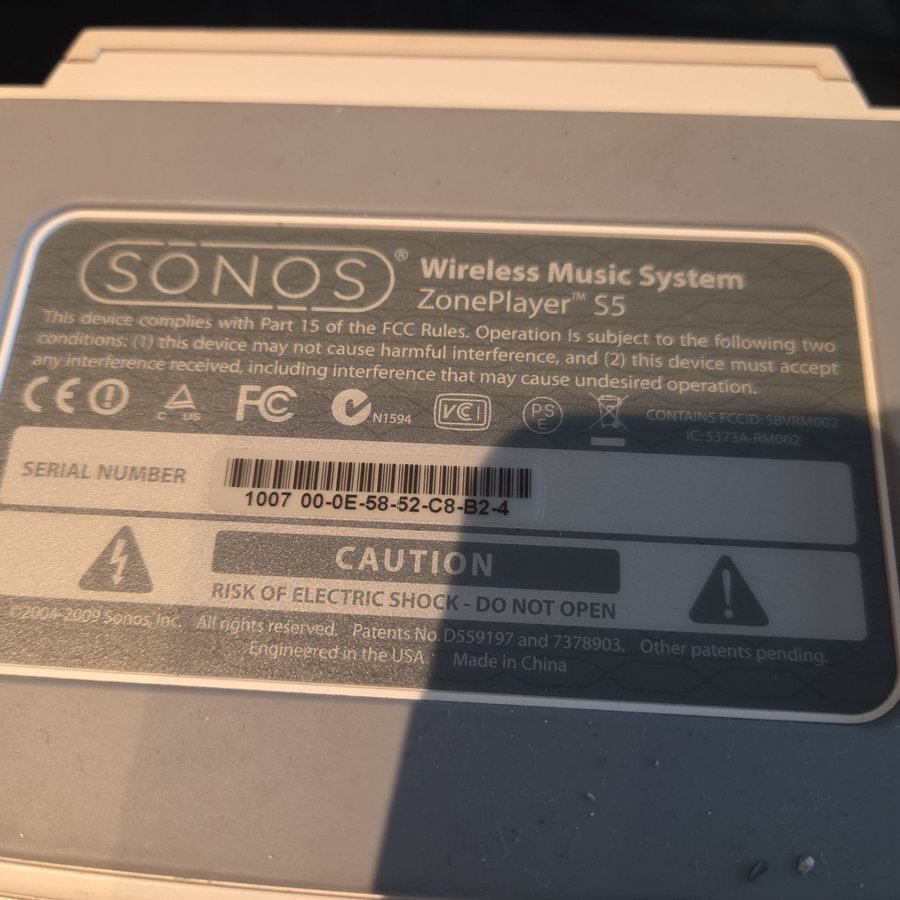 SONOS® Wireless Music System
ZonePlayer™ S5
This device complies with Part 15 of the FCC Rules. Operation is subject to the following two
conditions: (1) this device may not cause harmful interference, and (2) this device must accept
any interference received, including interference that may cause undesired operation.
CE C US FC N1594 VCI PS E CONTAINS FCCID: SBVRM002
IC: 5373A-RM002
SERIAL NUMBER
1007 00-0E-58-52-C8-B2-4
CAUTION
RISK OF ELECTRIC SHOCK - DO NOT OPEN
©2004-2009 Sonos, Inc. All rights reserved. Patents No. D559197 and 7378903. Other patents pending.
Engineered in the USA. Made in China